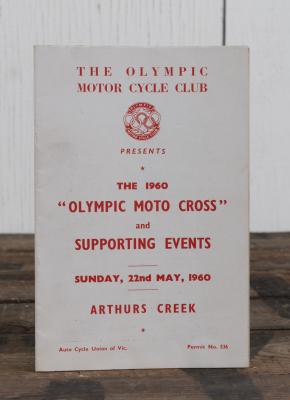 THE OLYMPIC
MOTOR CYCLE CLUB
PRESENTS
THE 1960
"OLYMPIC MOTO CROSS"
and
SUPPORTING EVENTS
SUNDAY, 22nd MAY, 1960
ARTHURS CREEK
Auto Cycle Union of Vic. Permit No. 536